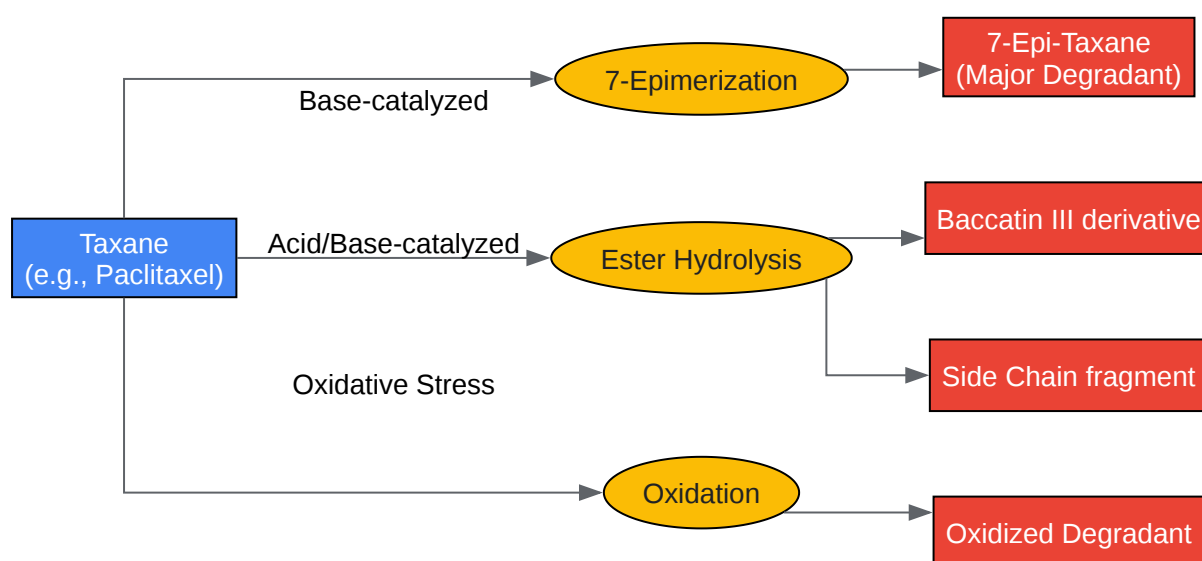 Base-catalyzed
7-Epimerization
7-Epi-Taxane
(Major Degradant)
Taxane
(e.g., Paclitaxel)
Acid/Base-catalyzed
Ester Hydrolysis
Baccatin III derivative
Side Chain fragment
Oxidative Stress
Oxidation
Oxidized Degradant